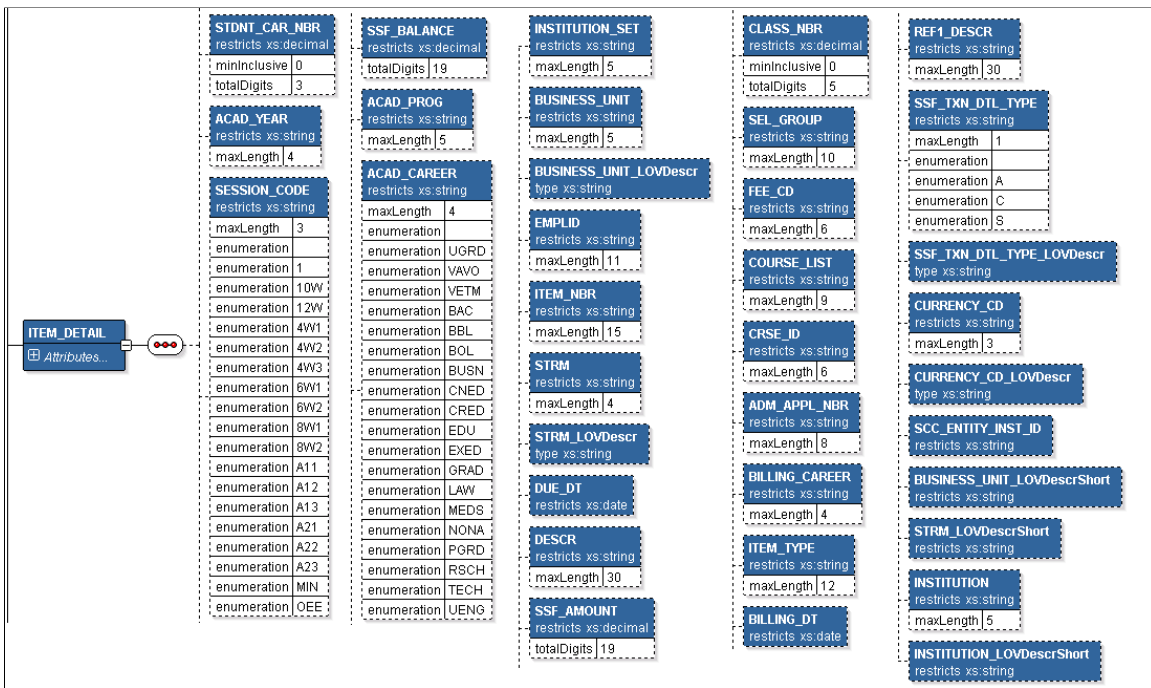 ITEM_DETAIL
Attributes...
STDNT_CAR_NBR
restricts xs:decimal
minInclusive 0
totalDigits 3
ACAD_YEAR
restricts xs:string
maxLength 4
SESSION_CODE
restricts xs:string
maxLength 3
enumeration
enumeration 1
enumeration 10W
enumeration 12W
enumeration 4W1
enumeration 4W2
enumeration 4W3
enumeration 6W1
enumeration 6W2
enumeration 8W1
enumeration 8W2
enumeration A11
enumeration A12
enumeration A13
enumeration A21
enumeration A22
enumeration A23
enumeration MIN
enumeration OEE
SSF_BALANCE
restricts xs:decimal
totalDigits 19
ACAD_PROG
restricts xs:string
maxLength 5
ACAD_CAREER
restricts xs:string
maxLength 4
enumeration
enumeration UGRD
enumeration VAVO
enumeration VETM
enumeration BAC
enumeration BBL
enumeration BOL
enumeration BUSN
enumeration CNED
enumeration CRED
enumeration EDU
enumeration EXED
enumeration GRAD
enumeration LAW
enumeration MEDS
enumeration NONA
enumeration PGRD
enumeration RSCH
enumeration TECH
enumeration UENG
INSTITUTION_SET
restricts xs:string
maxLength 5
BUSINESS_UNIT
restricts xs:string
maxLength 5
BUSINESS_UNIT_LOVDescr
type xs:string
EMPLID
restricts xs:string
maxLength 11
ITEM_NBR
restricts xs:string
maxLength 15
STRM
restricts xs:string
maxLength 4
STRM_LOVDescr
type xs:string
DUE_DT
restricts xs:date
DESCR
restricts xs:string
maxLength 30
SSF_AMOUNT
restricts xs:decimal
totalDigits 19
CLASS_NBR
restricts xs:decimal
minInclusive 0
totalDigits 5
SEL_GROUP
restricts xs:string
maxLength 10
FEE_CD
restricts xs:string
maxLength 6
COURSE_LIST
restricts xs:string
maxLength 9
CRSE_ID
restricts xs:string
maxLength 6
ADM_APPL_NBR
restricts xs:string
maxLength 8
BILLING_CAREER
restricts xs:string
maxLength 4
ITEM_TYPE
restricts xs:string
maxLength 12
BILLING_DT
restricts xs:date
REF1_DESCR
restricts xs:string
maxLength 30
SSF_TXN_DTL_TYPE
restricts xs:string
maxLength 1
enumeration
enumeration A
enumeration C
enumeration S
SSF_TXN_DTL_TYPE_LOVDescr
type xs:string
CURRENCY_CD
restricts xs:string
maxLength 3
CURRENCY_CD_LOVDescr
type xs:string
SCC_ENTITY_INST_ID
restricts xs:string
BUSINESS_UNIT_LOVDescrShort
restricts xs:string
STRM_LOVDescrShort
restricts xs:string
INSTITUTION
restricts xs:string
maxLength 5
INSTITUTION_LOVDescrShort
restricts xs:string